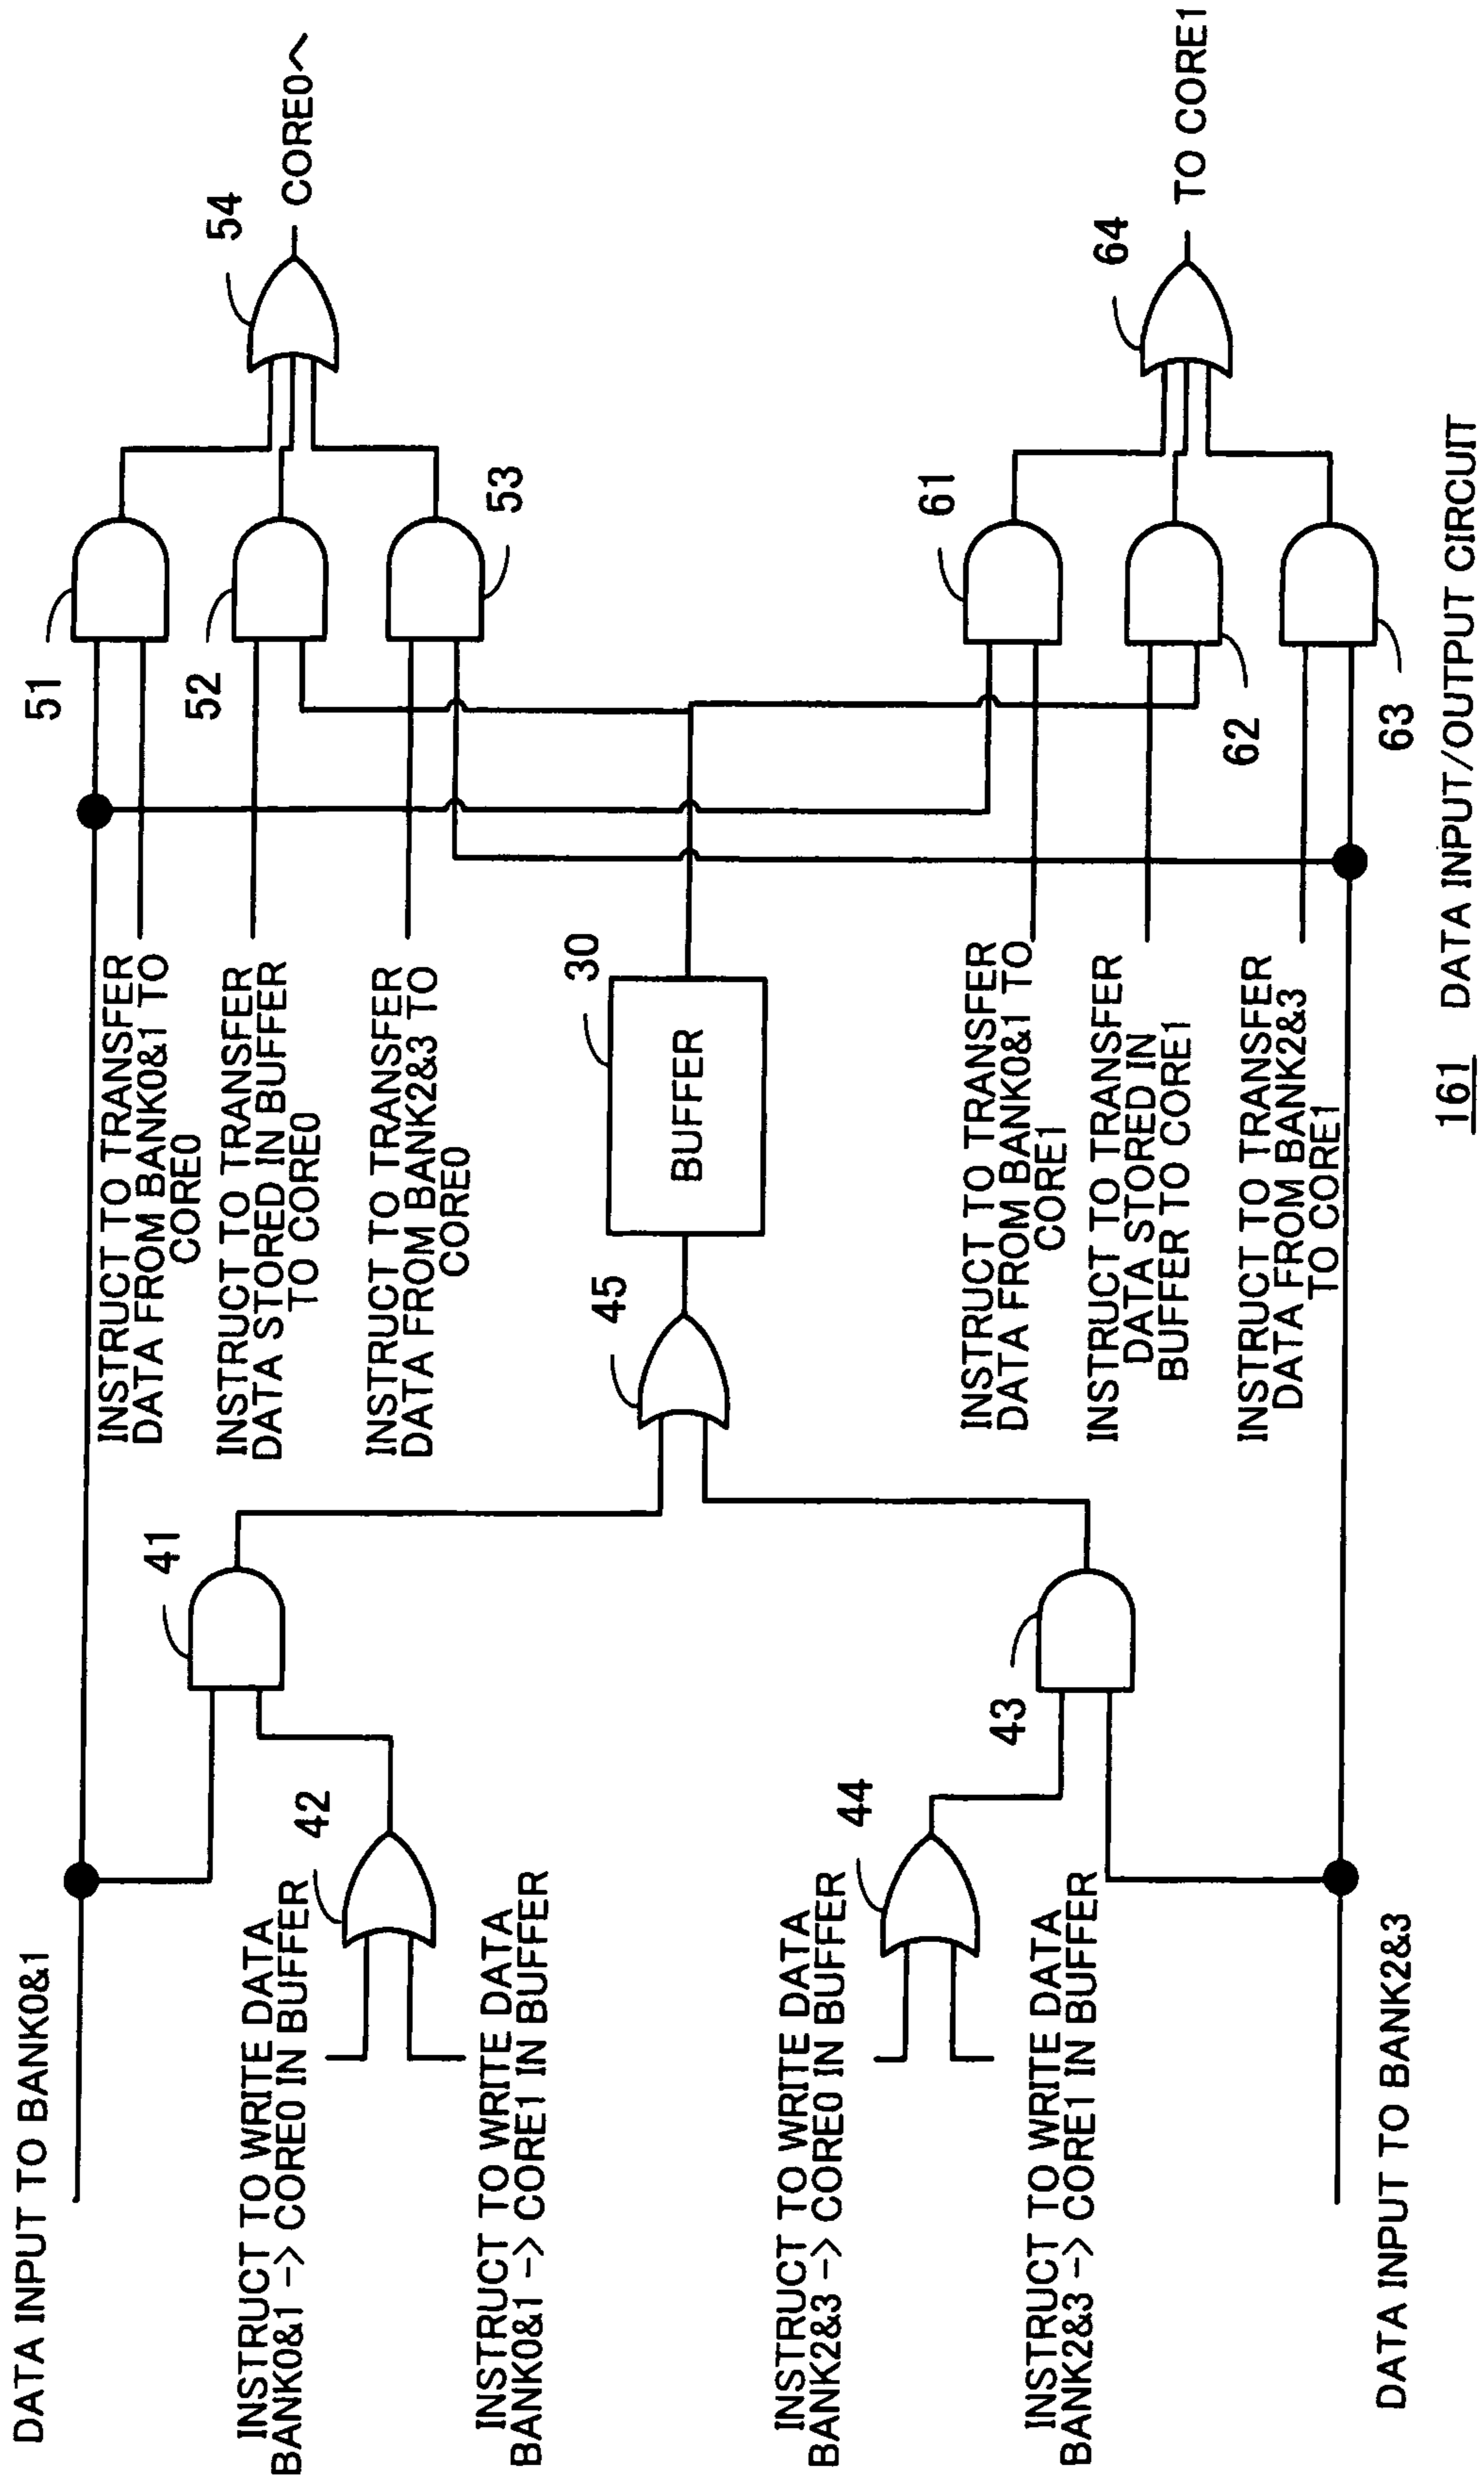 DATA INPUT TO BANK0&1
INSTRUCT TO WRITE DATA
BANK0&1 –> CORE0 IN BUFFER
42
INSTRUCT TO WRITE DATA
BANK0&1 –> CORE1 IN BUFFER
41
INSTRUCT TO WRITE DATA
BANK2&3 –> CORE0 IN BUFFER
44
INSTRUCT TO WRITE DATA
BANK2&3 –> CORE1 IN BUFFER
43
DATA INPUT TO BANK2&3
45
30
BUFFER
INSTRUCT TO TRANSFER
DATA FROM BANK0&1 TO
CORE0
INSTRUCT TO TRANSFER
DATA STORED IN BUFFER
TO CORE0
INSTRUCT TO TRANSFER
DATA FROM BANK2&3 TO
CORE0
INSTRUCT TO TRANSFER
DATA FROM BANK0&1 TO
CORE1
INSTRUCT TO TRANSFER
DATA STORED IN
BUFFER TO CORE1
INSTRUCT TO TRANSFER
DATA FROM BANK2&3
TO CORE1
51
52
53
54
CORE0へ
61
62
63
64
TO CORE1
161 DATA INPUT/OUTPUT CIRCUIT